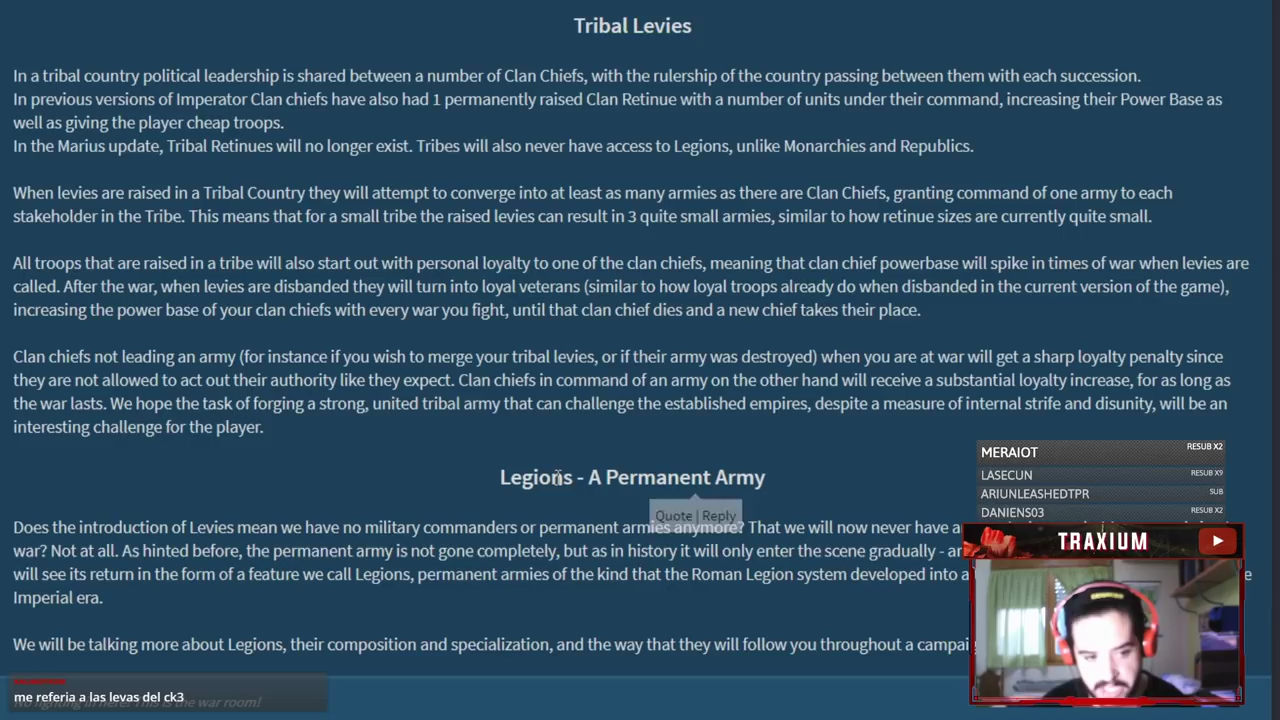 Tribal Levies
In a tribal country political leadership is shared between a number of Clan Chiefs, with the rulership of the country passing between them with each succession.
In previous versions of Imperator Clan chiefs have also had 1 permanently raised Clan Retinue with a number of units under their command, increasing their Power Base as
well as giving the player cheap troops.
In the Marius update, Tribal Retinues will no longer exist. Tribes will also never have access to Legions, unlike Monarchies and Republics.
When levies are raised in a Tribal Country they will attempt to converge into at least as many armies as there are Clan Chiefs, granting command of one army to each
stakeholder in the Tribe. This means that for a small tribe the raised levies can result in 3 quite small armies, similar to how retinue sizes are currently quite small.
All troops that are raised in a tribe will also start out with personal loyalty to one of the clan chiefs, meaning that clan chief powerbase will spike in times of war when levies are
called. After the war, when levies are disbanded they will turn into loyal veterans (similar to how loyal troops already do when disbanded in the current version of the game),
increasing the power base of your clan chiefs with every war you fight, until that clan chief dies and a new chief takes their place.
Clan chiefs not leading an army (for instance if you wish to merge your tribal levies, or if their army was destroyed) when you are at war will get a sharp loyalty penalty since
they are not allowed to act out their authority like they expect. Clan chiefs in command of an army on the other hand will receive a substantial loyalty increase, for as long as
the war lasts. We hope the task of forging a strong, united tribal army that can challenge the established empires, despite a measure of internal strife and disunity, will be an
interesting challenge for the player.
Legions - A Permanent Army
Quote | Reply
Does the introduction of Levies mean we have no military commanders or permanent armies anymore? That we will now never have a
war? Not at all. As hinted before, the permanent army is not gone completely, but as in history it will only enter the scene gradually -
will see its return in the form of a feature we call Legions, permanent armies of the kind that the Roman Legion system developed into a
Imperial era.
We will be talking more about Legions, their composition and specialization, and the way that they will follow you throughout a
No fighting in here! This is the war room!
me referia a las levas del ck3
MERAIOT RESUB X2
LASECUN RESUB X9
ARIUNLEASHEDTPR SUB
DANIENS03 RESUB X2
TRAXIUM